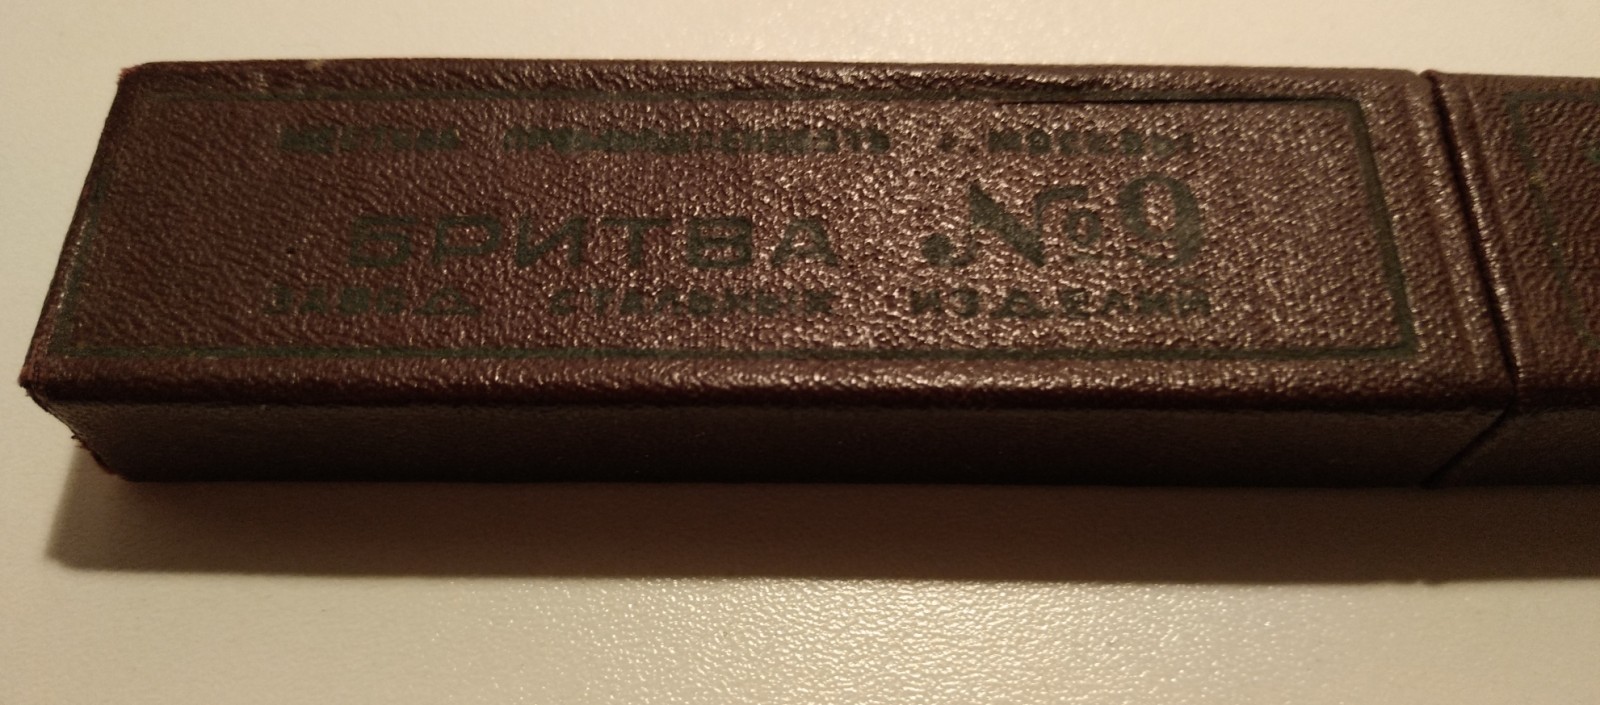 МЕСТНАЯ ПРОМЫШЛЕННОСТЬ г. МОСКВЫ
БРИТВА №9
ЗАВОД СТАЛЬНЫХ ИЗДЕЛИЙ